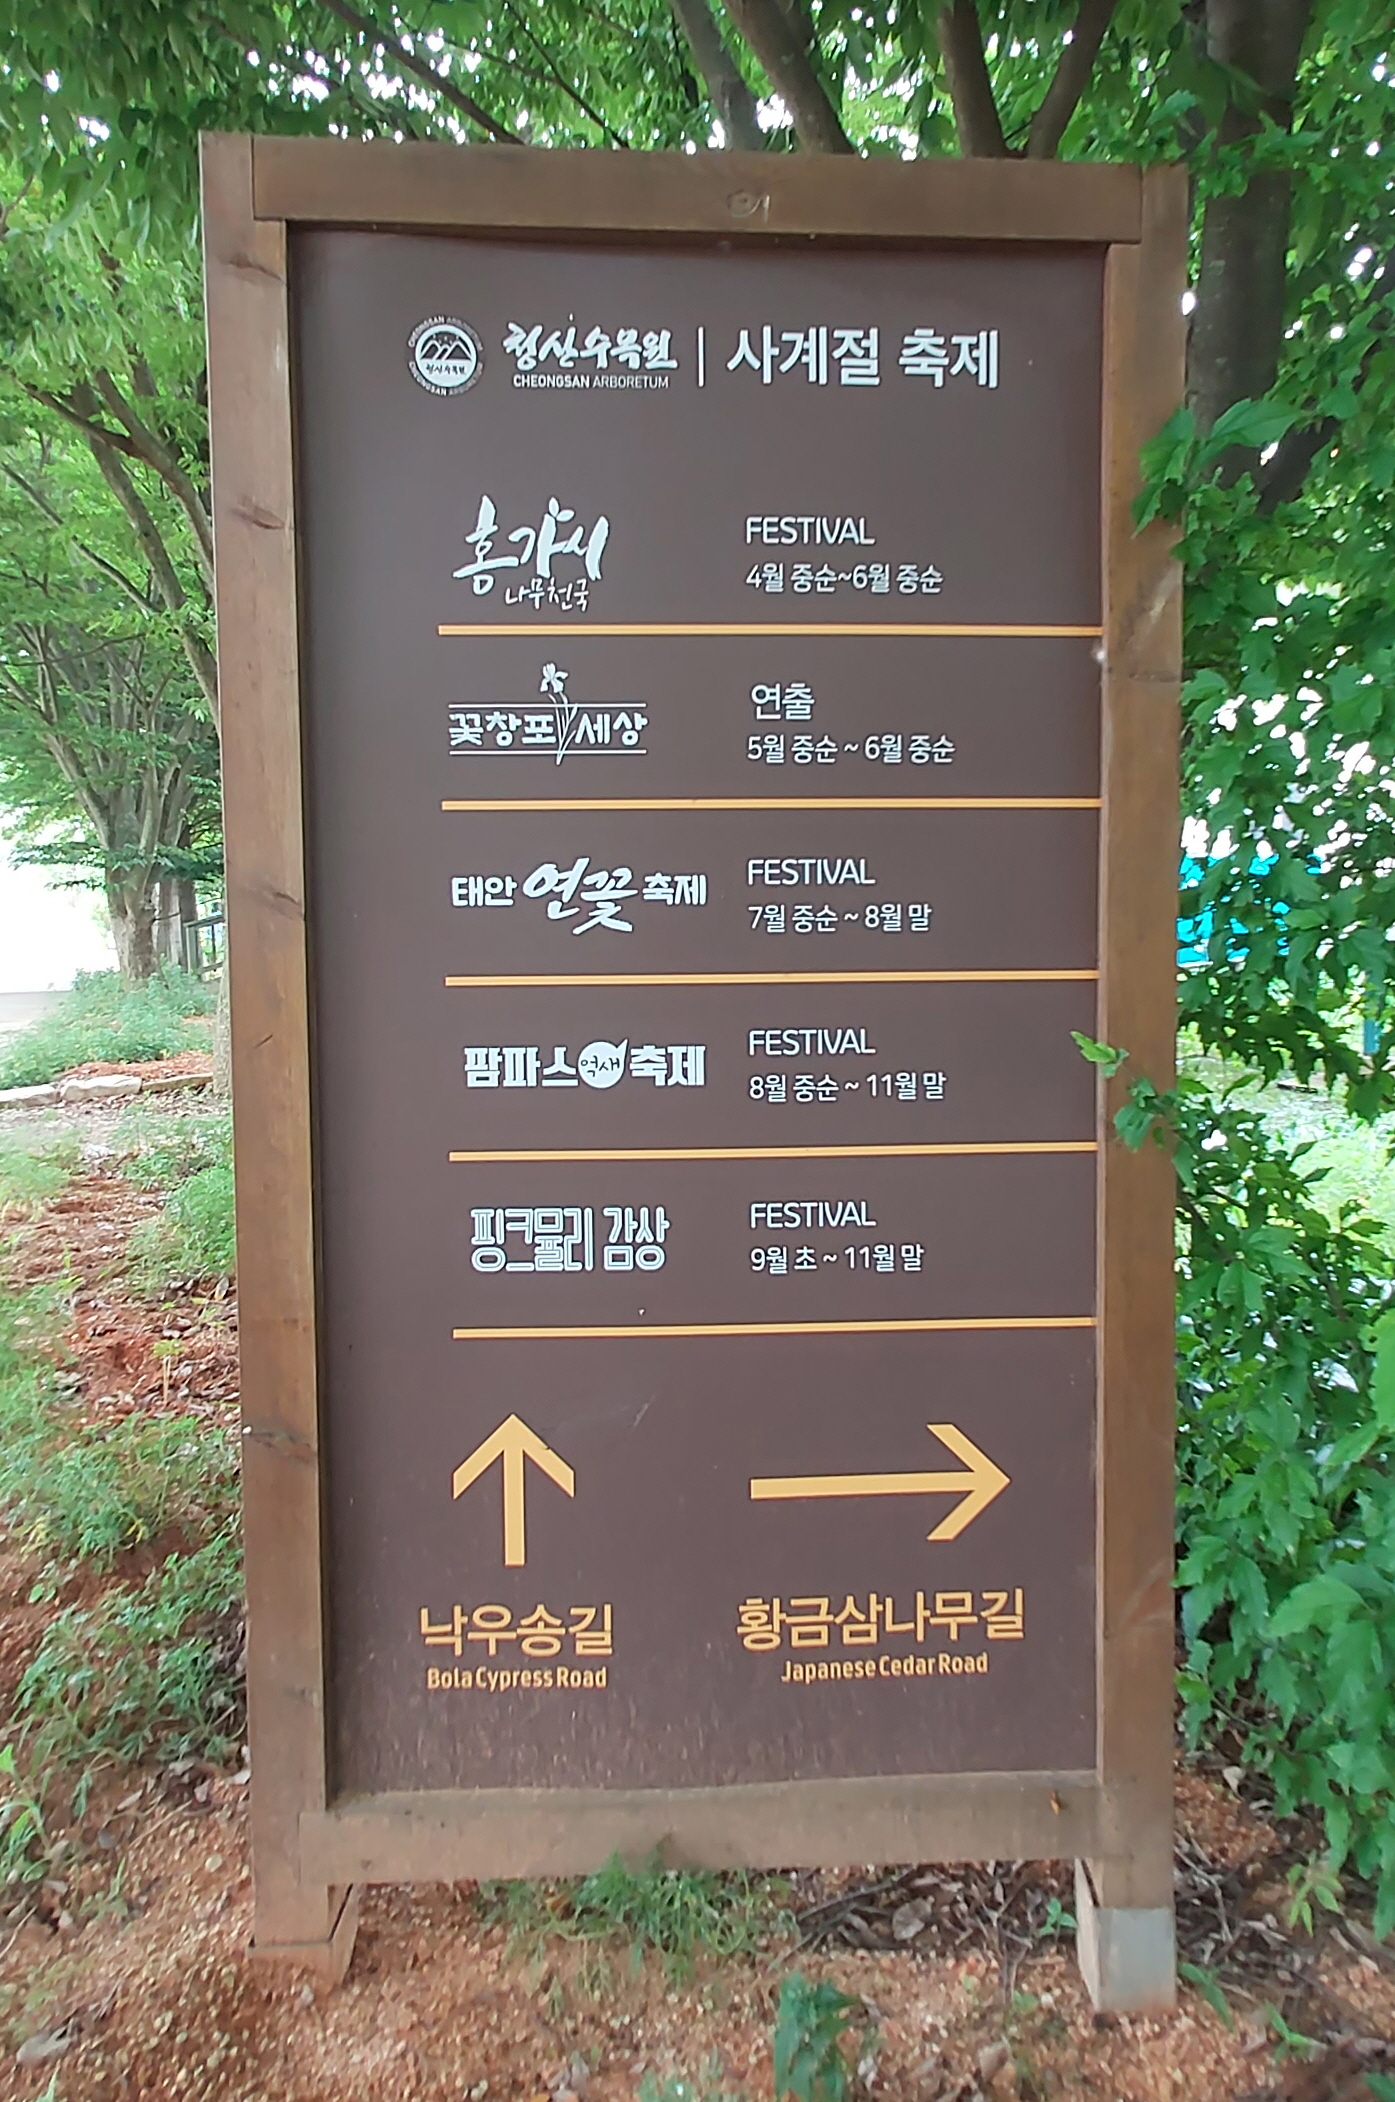 청산수목원 | 사계절 축제
CHEONGSAN ARBORETUM
홍가시
나무천국
FESTIVAL
4월 중순~6월 중순
꽃창포 세상
연출
5월 중순 ~ 6월 중순
태안 연꽃 축제
FESTIVAL
7월 중순 ~ 8월 말
팜파스 억새 축제
FESTIVAL
8월 중순 ~ 11월 말
핑크뮬리 감상
FESTIVAL
9월 초 ~ 11월 말
낙우송길
Bola Cypress Road
황금삼나무길
Japanese Cedar Road